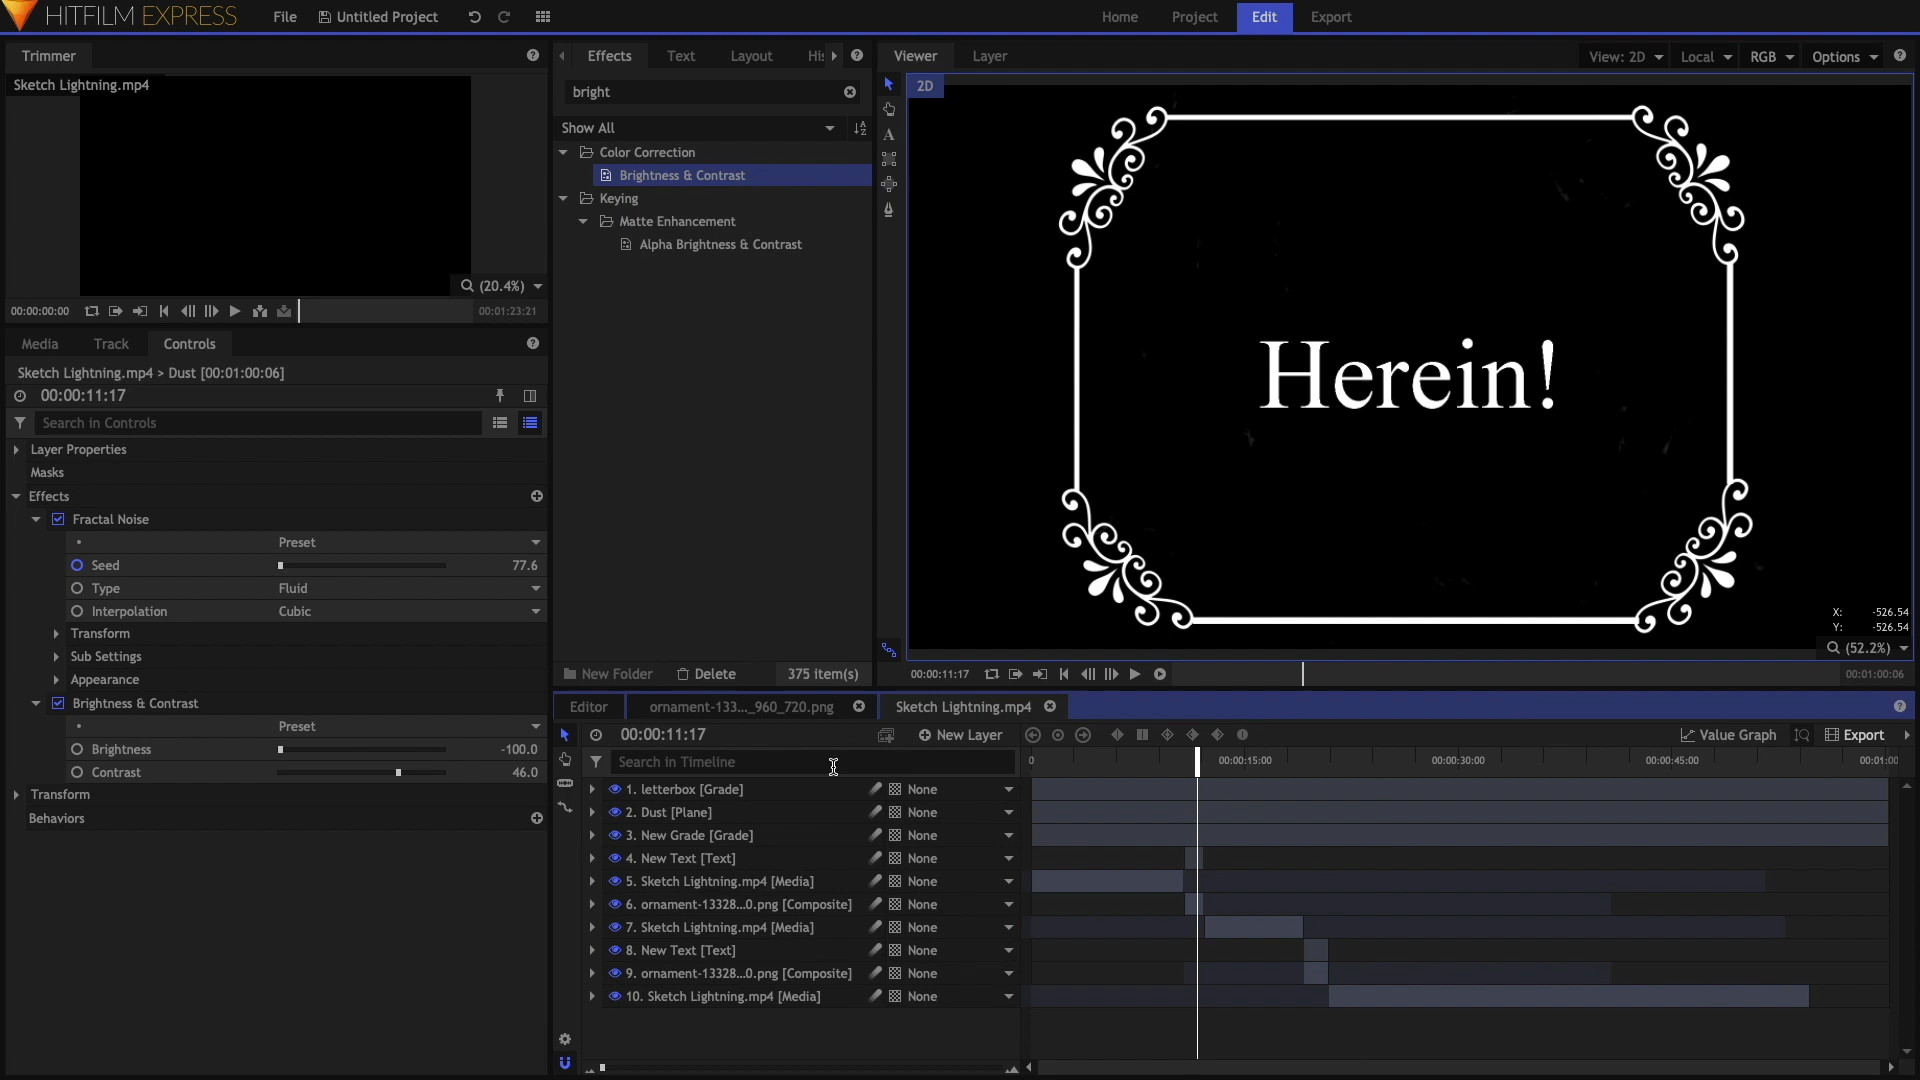 HITFILM EXPRESS File Untitled Project Home Project Edit Export
Trimmer
Sketch Lightning.mp4
(20.4%)
00:00:00:00 00:01:23:21
Media Track Controls
Sketch Lightning.mp4 > Dust [00:01:00:06]
00:00:11:17
Search in Controls
Layer Properties
Masks
Effects
Fractal Noise
Preset
Seed 77.6
Type Fluid
Interpolation Cubic
Transform
Sub Settings
Appearance
Brightness & Contrast
Preset
Brightness -100.0
Contrast 46.0
Transform
Behaviors
Effects Text Layout His
bright
Show All
Color Correction
Brightness & Contrast
Keying
Matte Enhancement
Alpha Brightness & Contrast
New Folder Delete 375 item(s)
Viewer Layer View: 2D Local RGB Options
2D
A
Herein!
X: -526.54
Y: -526.54
(52.2%)
00:00:11:17 00:01:00:06
Editor ornament-133..._960_720.png Sketch Lightning.mp4
00:00:11:17 New Layer Value Graph Export
Search in Timeline
0 00:00:15:00 00:00:30:00 00:00:45:00 00:01:00
1. letterbox [Grade] None
2. Dust [Plane] None
3. New Grade [Grade] None
4. New Text [Text] None
5. Sketch Lightning.mp4 [Media] None
6. ornament-13328...0.png [Composite] None
7. Sketch Lightning.mp4 [Media] None
8. New Text [Text] None
9. ornament-13328...0.png [Composite] None
10. Sketch Lightning.mp4 [Media] None